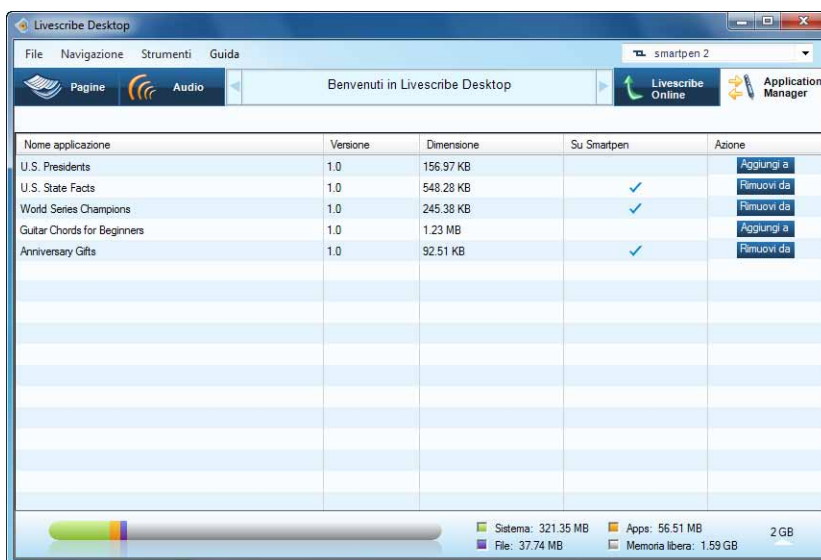 Livescribe Desktop
File Navigazione Strumenti Guida
smartpen 2
Pagine Audio Benvenuti in Livescribe Desktop Livescribe Online Application Manager
Nome applicazione Versione Dimensione Su Smartpen Azione
U.S. Presidents 1.0 156.97 KB Aggiungi a
U.S. State Facts 1.0 548.28 KB Rimuovi da
World Series Champions 1.0 245.38 KB Rimuovi da
Guitar Chords for Beginners 1.0 1.23 MB Aggiungi a
Anniversary Gifts 1.0 92.51 KB Rimuovi da
Sistema: 321.35 MB Apps: 56.51 MB 2 GB
File: 37.74 MB Memoria libera: 1.59 GB